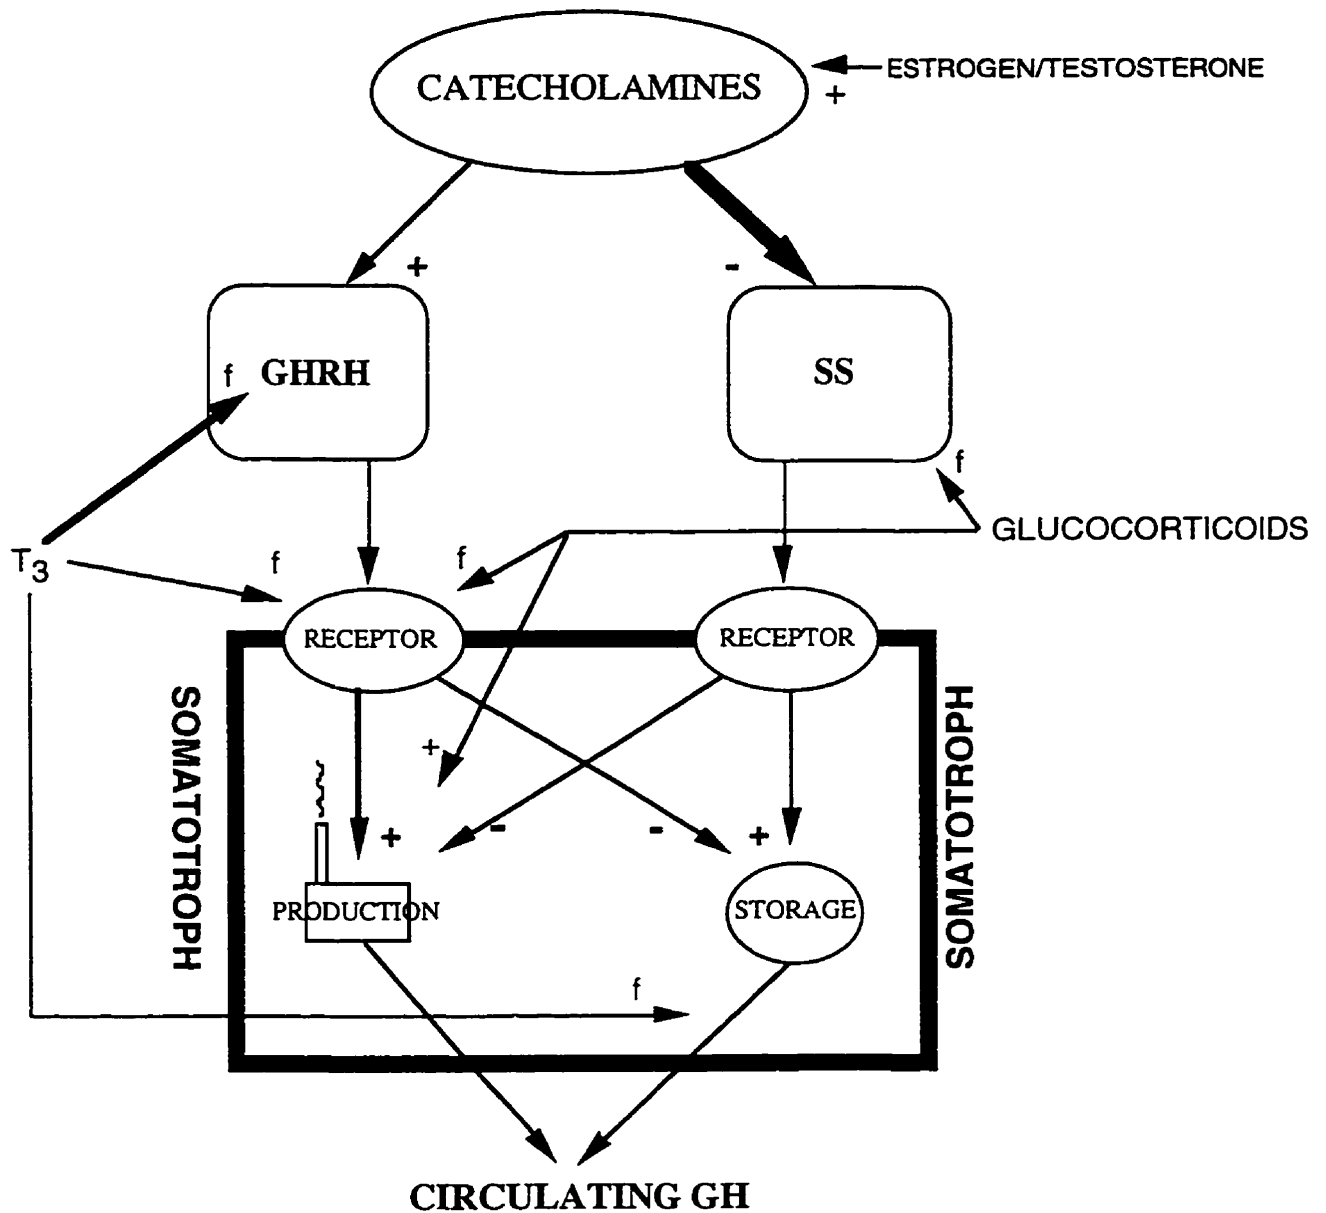 CATECHOLAMINES
ESTROGEN/TESTOSTERONE
+
+
-
f GHRH
SS
f
GLUCOCORTICOIDS
T3
f
f
RECEPTOR
RECEPTOR
SOMATOTROPH
SOMATOTROPH
+
+
-
-
+
PRODUCTION
STORAGE
f
CIRCULATING GH